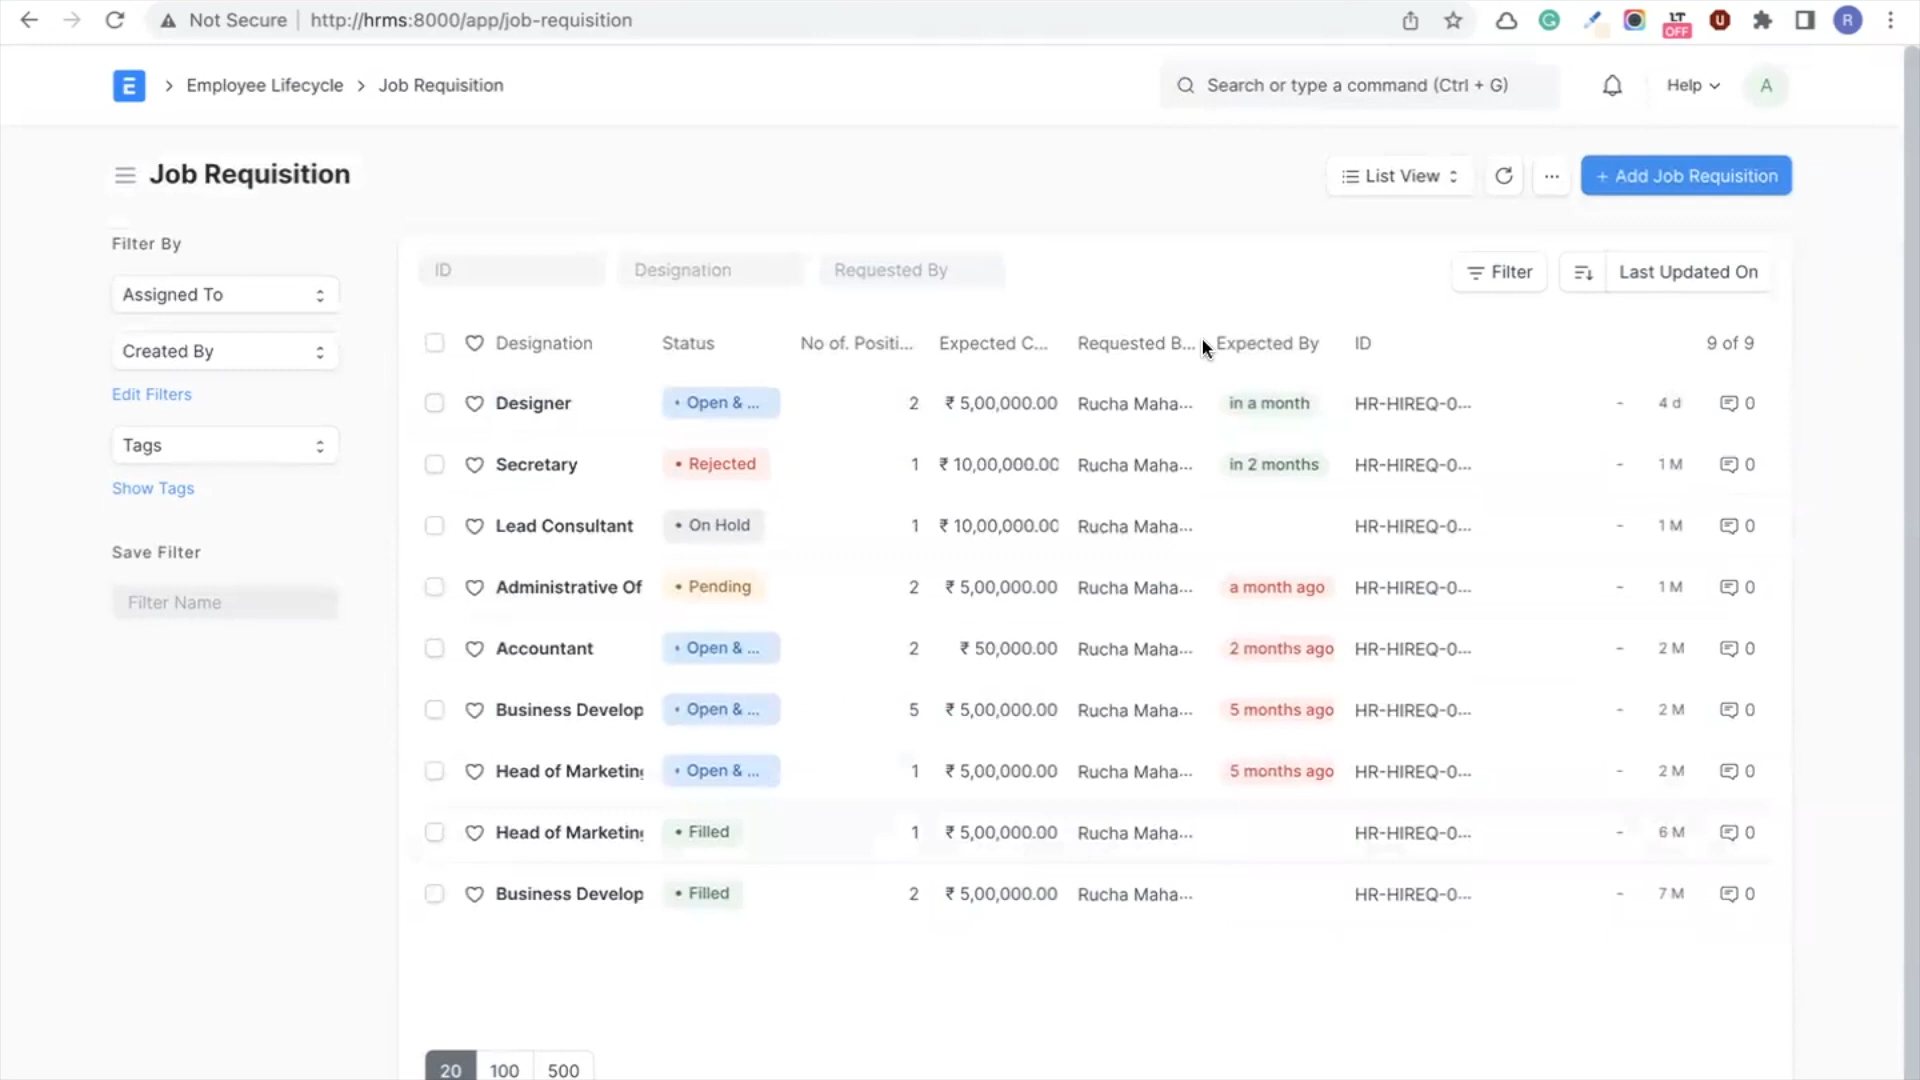 Not Secure | http://hrms:8000/app/job-requisition
LT
OFF
R
E > Employee Lifecycle > Job Requisition
Search or type a command (Ctrl + G)
Help
A
Job Requisition
List View
...
+ Add Job Requisition
Filter By
Assigned To
Created By
Edit Filters
Tags
Show Tags
Save Filter
Filter Name
ID Designation Requested By
Filter
Last Updated On
Designation Status No of. Positi... Expected C... Requested B... Expected By ID 9 of 9
Designer • Open & ... 2 ₹ 5,00,000.00 Rucha Maha... in a month HR-HIREQ-0... - 4 d 0
Secretary • Rejected 1 ₹ 10,00,000.00 Rucha Maha... in 2 months HR-HIREQ-0... - 1 M 0
Lead Consultant • On Hold 1 ₹ 10,00,000.00 Rucha Maha... HR-HIREQ-0... - 1 M 0
Administrative Of • Pending 2 ₹ 5,00,000.00 Rucha Maha... a month ago HR-HIREQ-0... - 1 M 0
Accountant • Open & ... 2 ₹ 50,000.00 Rucha Maha... 2 months ago HR-HIREQ-0... - 2 M 0
Business Develop • Open & ... 5 ₹ 5,00,000.00 Rucha Maha... 5 months ago HR-HIREQ-0... - 2 M 0
Head of Marketing • Open & ... 1 ₹ 5,00,000.00 Rucha Maha... 5 months ago HR-HIREQ-0... - 2 M 0
Head of Marketing • Filled 1 ₹ 5,00,000.00 Rucha Maha... HR-HIREQ-0... - 6 M 0
Business Develop • Filled 2 ₹ 5,00,000.00 Rucha Maha... HR-HIREQ-0... - 7 M 0
20 100 500